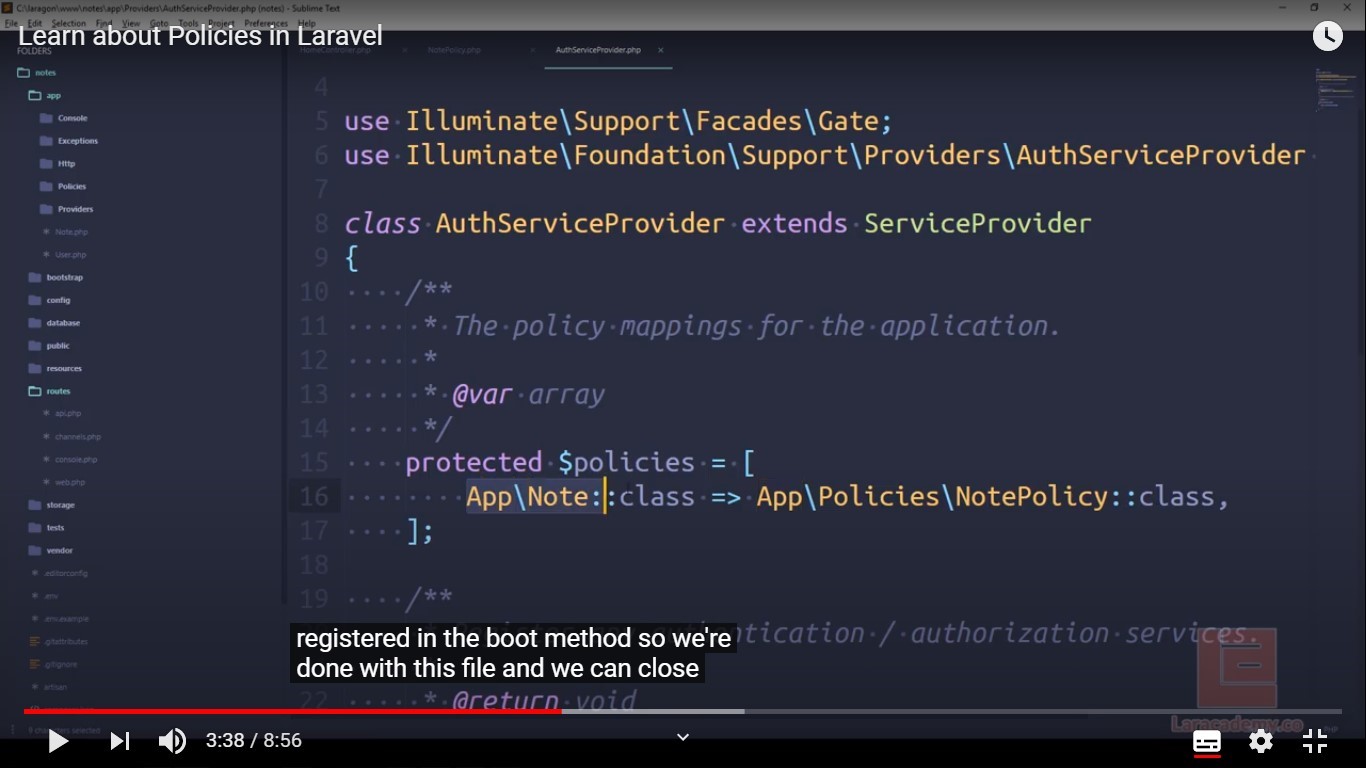 C:\laragon\www\notes\app\Providers\AuthServiceProvider.php (notes) - Sublime Text
File Edit Selection Find View Goto Tools Project Preferences Help
Learn about Policies in Laravel
HomeController.php × NotePolicy.php × AuthServiceProvider.php ×
FOLDERS
notes
app
Console
Exceptions
Http
Policies
Providers
Note.php
User.php
bootstrap
config
database
public
resources
routes
api.php
channels.php
console.php
web.php
storage
tests
vendor
.editorconfig
.env
.env.example
.gitattributes
.gitignore
artisan
4
5 use Illuminate\Support\Facades\Gate;
6 use Illuminate\Foundation\Support\Providers\AuthServiceProvider
7
8 class AuthServiceProvider extends ServiceProvider
9 {
10 /**
11 * The policy mappings for the application.
12 *
13 * @var array
14 */
15 protected $policies = [
16 App\Note::class => App\Policies\NotePolicy::class,
17 ];
18
19 /**
authentication / authorization services.
22 * @return void
registered in the boot method so we're
done with this file and we can close
Laracademy.co
9 characters selected
PHP
3:38 / 8:56